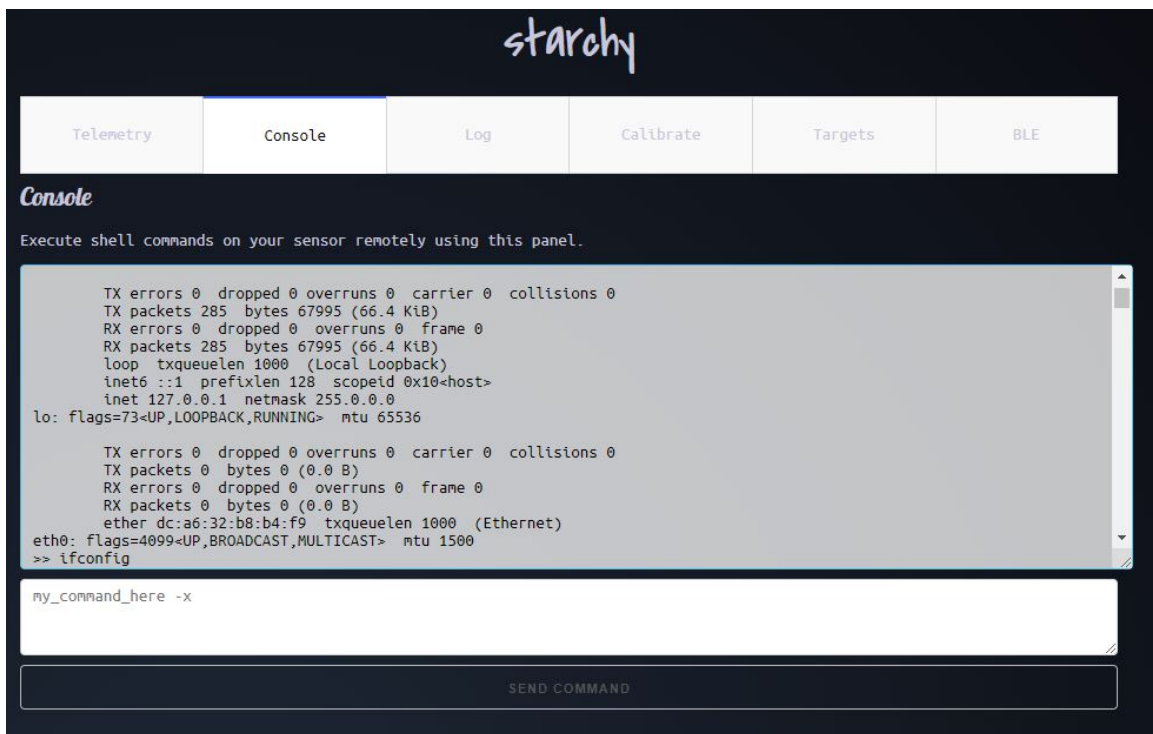 starchy
Telemetry
Console
Log
Calibrate
Targets
BLE
Console
Execute shell commands on your sensor remotely using this panel.
TX errors 0  dropped 0 overruns 0  carrier 0  collisions 0
TX packets 285  bytes 67995 (66.4 KiB)
RX errors 0  dropped 0  overruns 0  frame 0
RX packets 285  bytes 67995 (66.4 KiB)
loop  txqueuelen 1000  (Local Loopback)
inet6 ::1  prefixlen 128  scopeid 0x10<host>
inet 127.0.0.1  netmask 255.0.0.0
lo: flags=73<UP,LOOPBACK,RUNNING>  mtu 65536
TX errors 0  dropped 0 overruns 0  carrier 0  collisions 0
TX packets 0  bytes 0 (0.0 B)
RX errors 0  dropped 0  overruns 0  frame 0
RX packets 0  bytes 0 (0.0 B)
ether dc:a6:32:b8:b4:f9  txqueuelen 1000  (Ethernet)
eth0: flags=4099<UP,BROADCAST,MULTICAST>  mtu 1500
>> ifconfig
my_command_here -x
SEND COMMAND